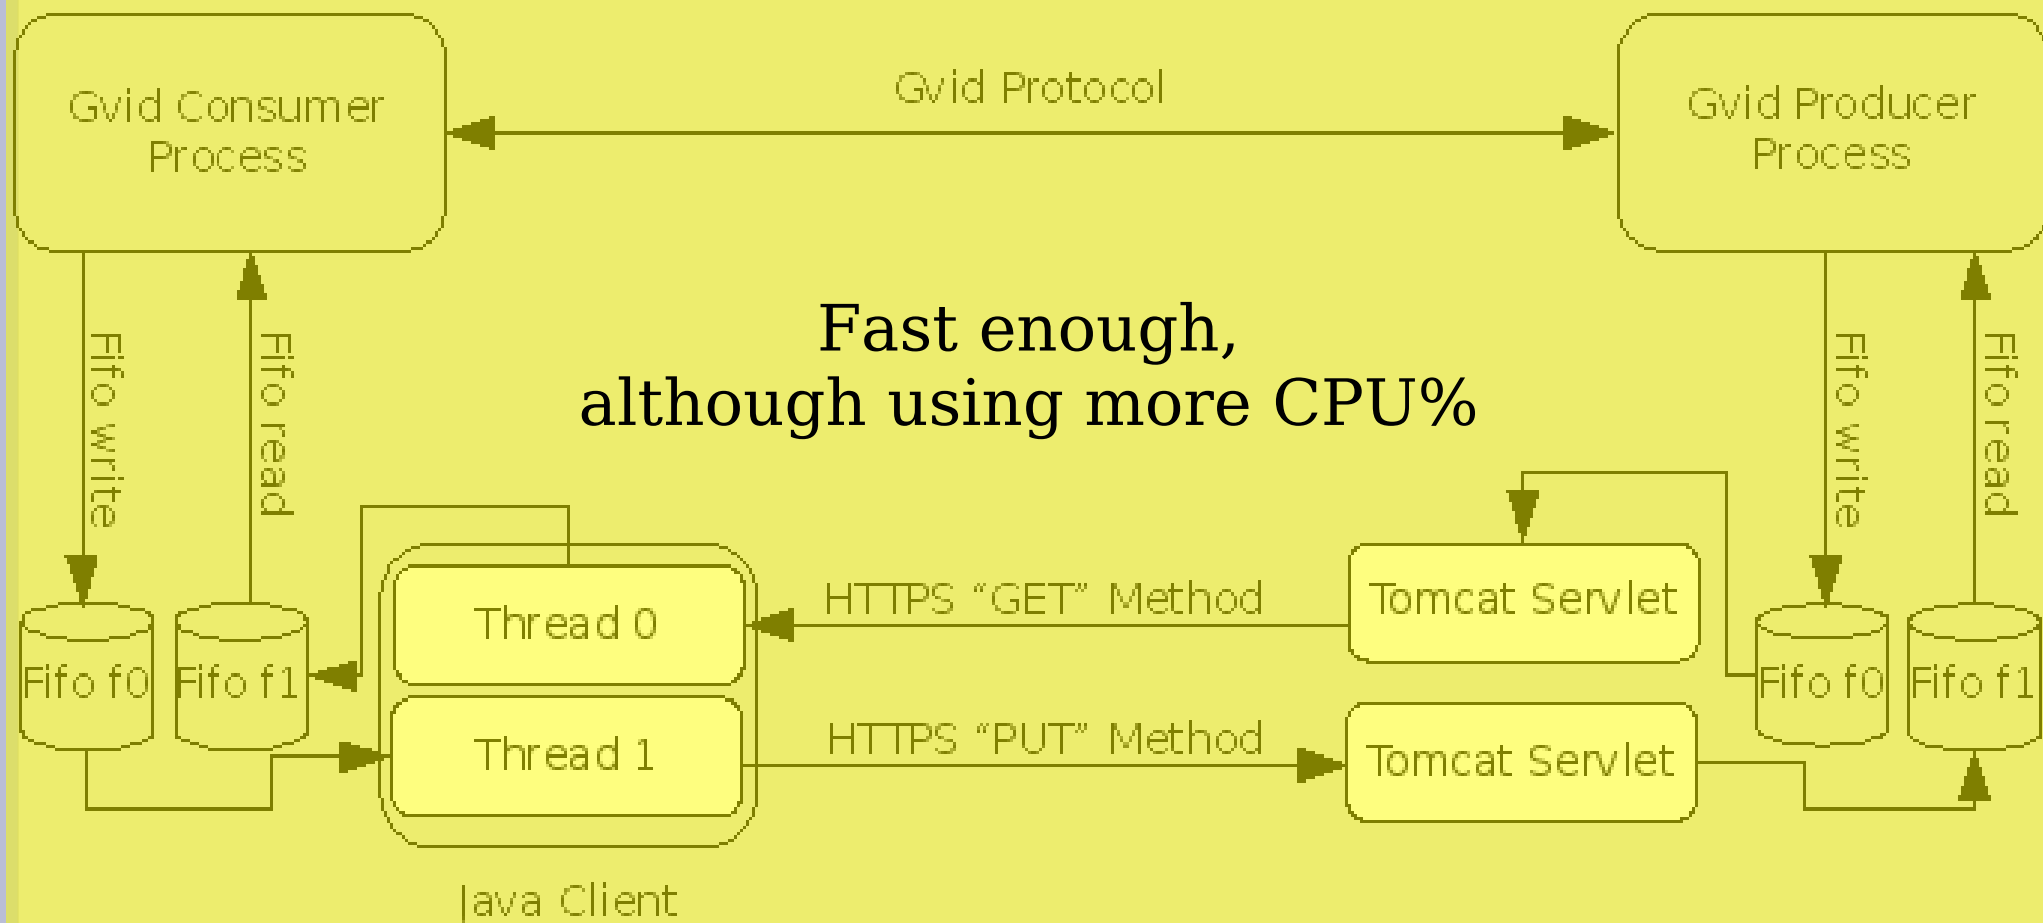 Gvid Protocol
Gvid Consumer
Process
Gvid Producer
Process
Fast enough,
although using more CPU%
Fifo write
Fifo read
Fifo write
Fifo read
HTTPS “GET” Method
Tomcat Servlet
Thread 0
Fifo f0
Fifo f1
Fifo f0
Fifo f1
HTTPS “PUT” Method
Thread 1
Tomcat Servlet
Java Client